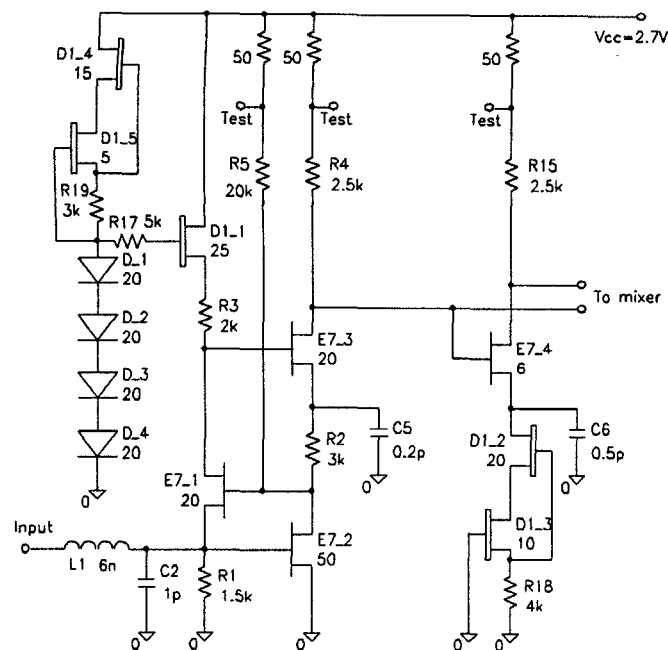 Vcc=2.7V
D1_4
15
50
50
50
Test
Test
Test
D1_5
5
R19
3k
R5
20k
R4
2.5k
R15
2.5k
R17 5k
D1_1
25
D_1
20
R3
2k
To mixer
D_2
20
E7_3
20
E7_4
6
D_3
20
C5
0.2p
C6
0.5p
R2
3k
D1_2
20
D_4
20
0
E7_1
20
0
0
D1_3
10
Input
L1 6n
E7_2
50
C2
1p
R1
1.5k
R18
4k
0
0
0
0
0